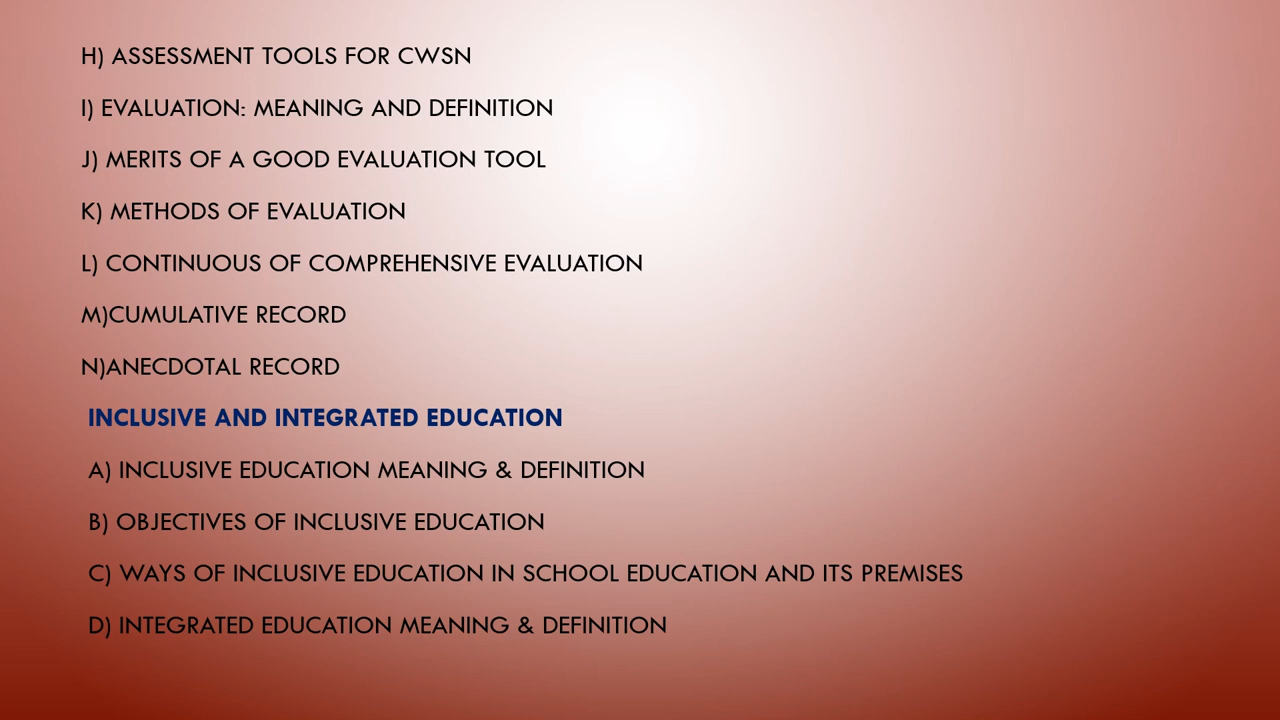 H) ASSESSMENT TOOLS FOR CWSN
I) EVALUATION: MEANING AND DEFINITION
J) MERITS OF A GOOD EVALUATION TOOL
K) METHODS OF EVALUATION
L) CONTINUOUS OF COMPREHENSIVE EVALUATION
M)CUMULATIVE RECORD
N)ANECDOTAL RECORD
INCLUSIVE AND INTEGRATED EDUCATION
A) INCLUSIVE EDUCATION MEANING & DEFINITION
B) OBJECTIVES OF INCLUSIVE EDUCATION
C) WAYS OF INCLUSIVE EDUCATION IN SCHOOL EDUCATION AND ITS PREMISES
D) INTEGRATED EDUCATION MEANING & DEFINITION